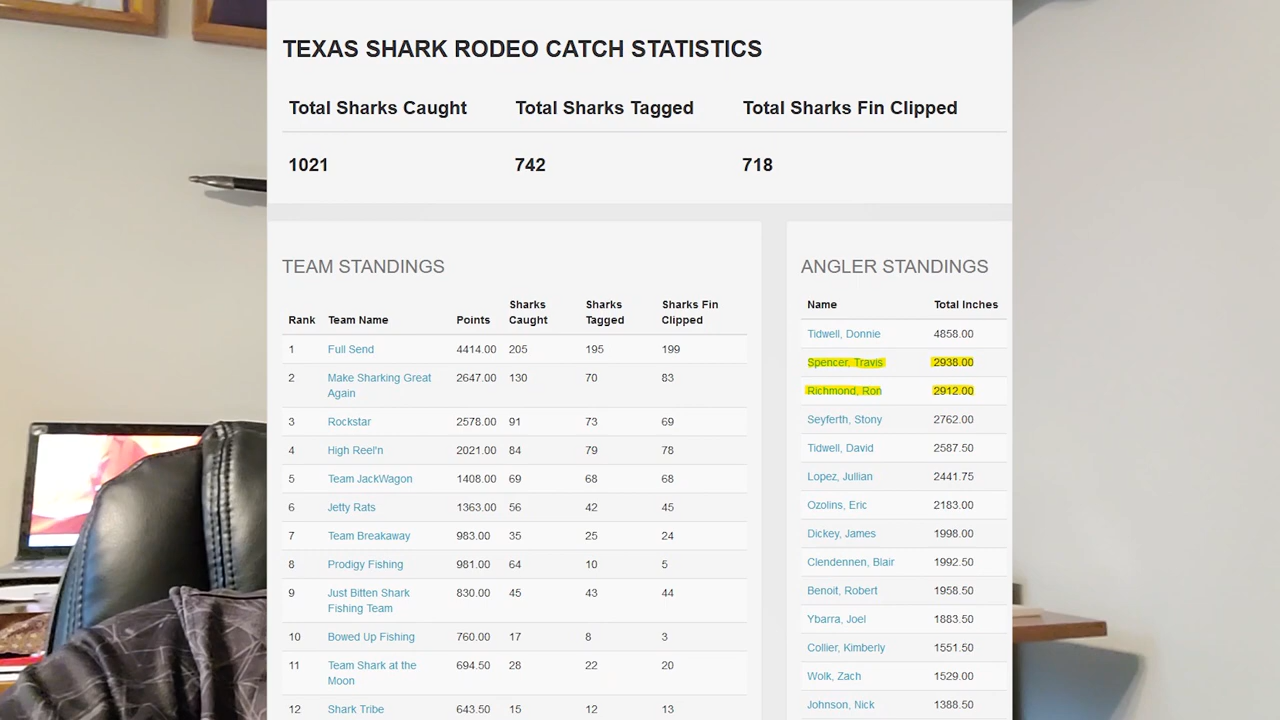 TEXAS SHARK RODEO CATCH STATISTICS
Total Sharks Caught Total Sharks Tagged Total Sharks Fin Clipped
1021 742 718
TEAM STANDINGS
Rank Team Name Points Sharks Caught Sharks Tagged Sharks Fin Clipped
1 Full Send 4414.00 205 195 199
2 Make Sharking Great Again 2647.00 130 70 83
3 Rockstar 2578.00 91 73 69
4 High Reel'n 2021.00 84 79 78
5 Team JackWagon 1408.00 69 68 68
6 Jetty Rats 1363.00 56 42 45
7 Team Breakaway 983.00 35 25 24
8 Prodigy Fishing 981.00 64 10 5
9 Just Bitten Shark Fishing Team 830.00 45 43 44
10 Bowed Up Fishing 760.00 17 8 3
11 Team Shark at the Moon 694.50 28 22 20
12 Shark Tribe 643.50 15 12 13
ANGLER STANDINGS
Name Total Inches
Tidwell, Donnie 4858.00
Spencer, Travis 2938.00
Richmond, Ron 2912.00
Seyferth, Stony 2762.00
Tidwell, David 2587.50
Lopez, Jullian 2441.75
Ozolins, Eric 2183.00
Dickey, James 1998.00
Clendennen, Blair 1992.50
Benoit, Robert 1958.50
Ybarra, Joel 1883.50
Collier, Kimberly 1551.50
Wolk, Zach 1529.00
Johnson, Nick 1388.50